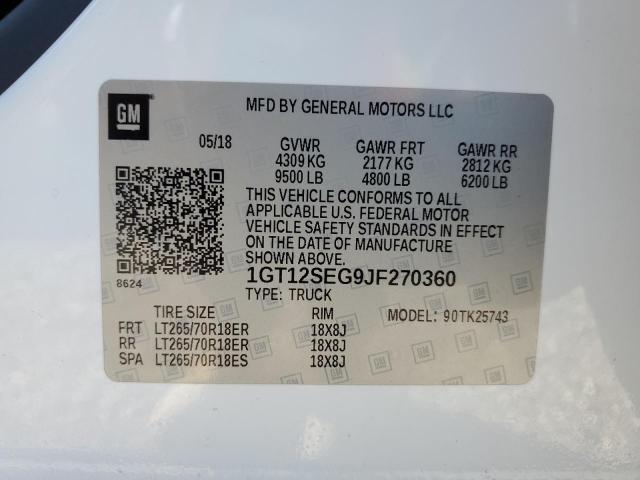 GM
MFD BY GENERAL MOTORS LLC
05/18 GVWR GAWR FRT GAWR RR
4309 KG 2177 KG 2812 KG
9500 LB 4800 LB 6200 LB
THIS VEHICLE CONFORMS TO ALL
APPLICABLE U.S. FEDERAL MOTOR
VEHICLE SAFETY STANDARDS IN EFFECT
ON THE DATE OF MANUFACTURE
SHOWN ABOVE.
8624
1GT12SEG9JF270360
TYPE: TRUCK
TIRE SIZE RIM MODEL: 90TK25743
FRT LT265/70R18ER 18X8J
RR LT265/70R18ER 18X8J
SPA LT265/70R18ES 18X8J